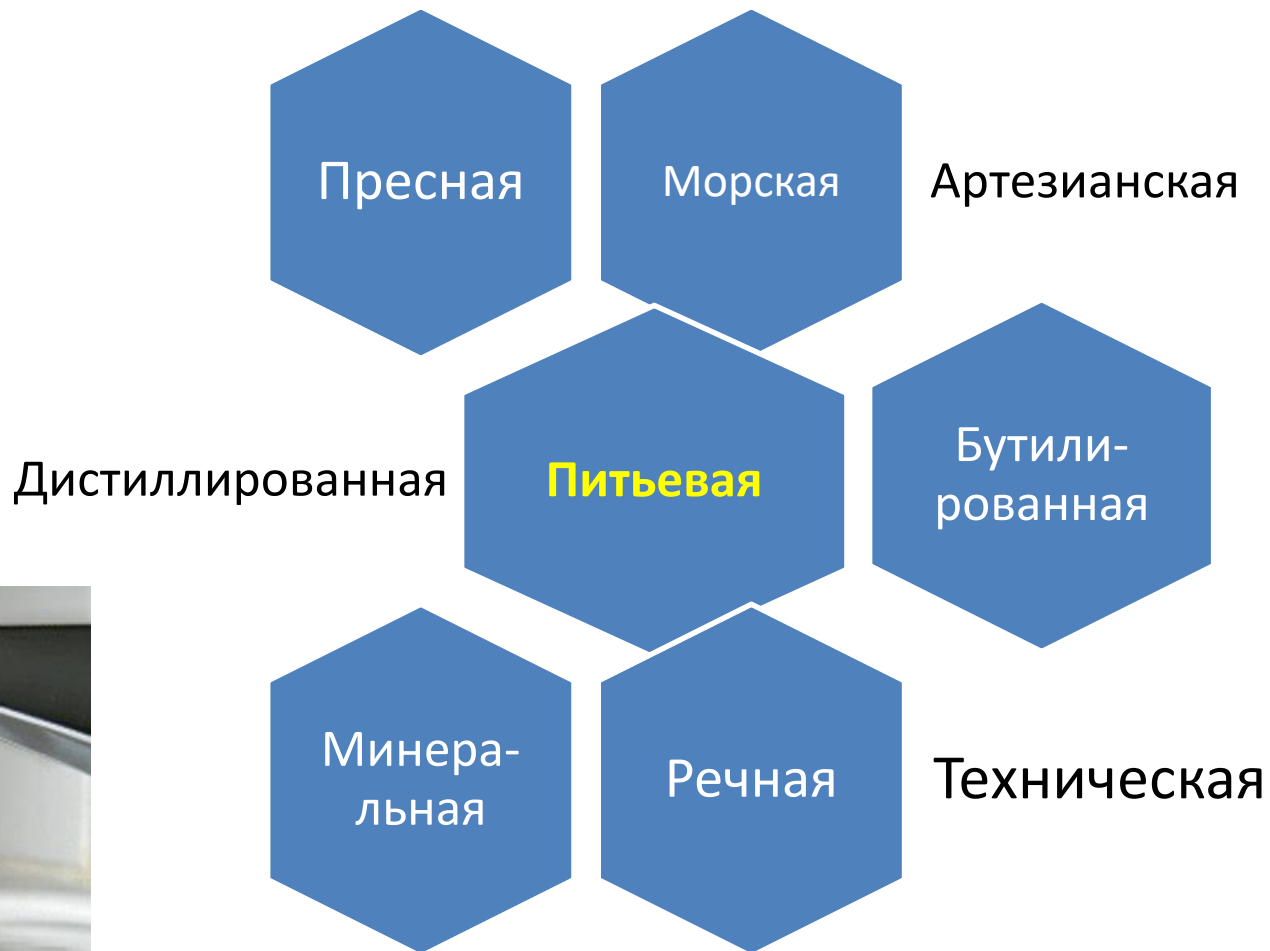 Пресная
Морская
Артезианская
Дистиллированная
Питьевая
Бутили-
рованная
Минера-
льная
Речная
Техническая